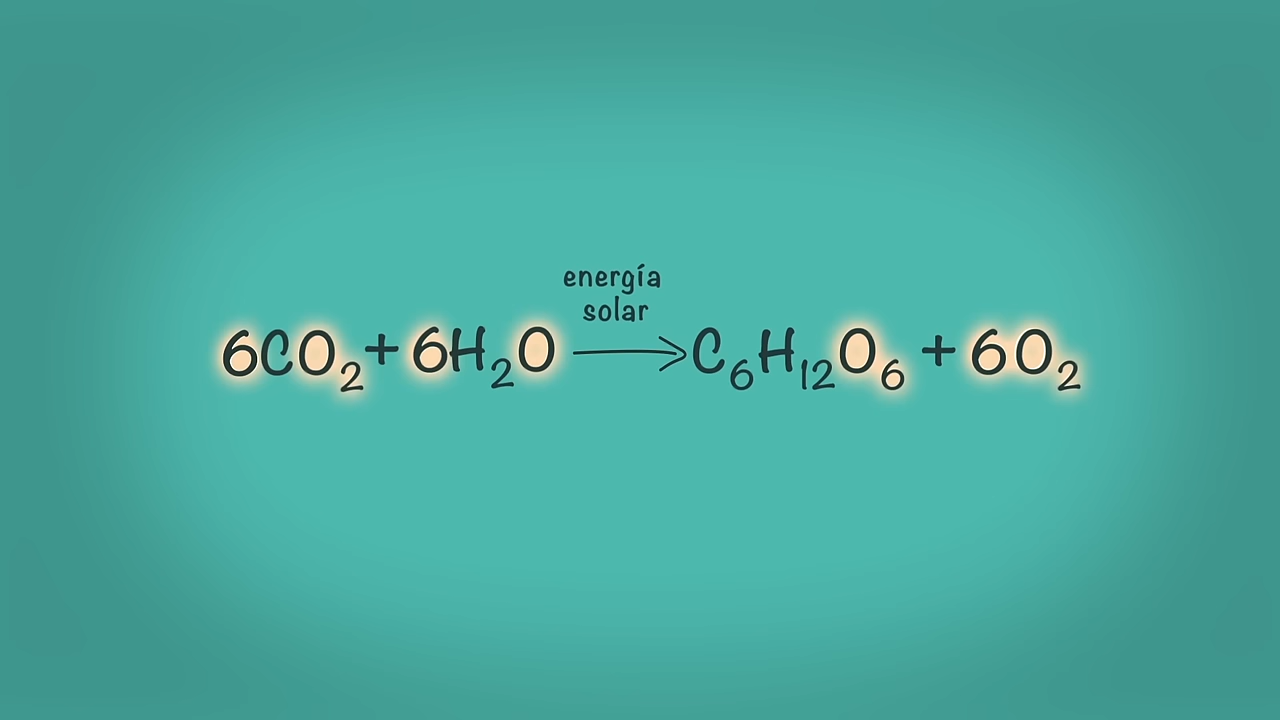 energía
solar
6CO₂+ 6H₂O → C₆H₁₂O₆ + 6O₂